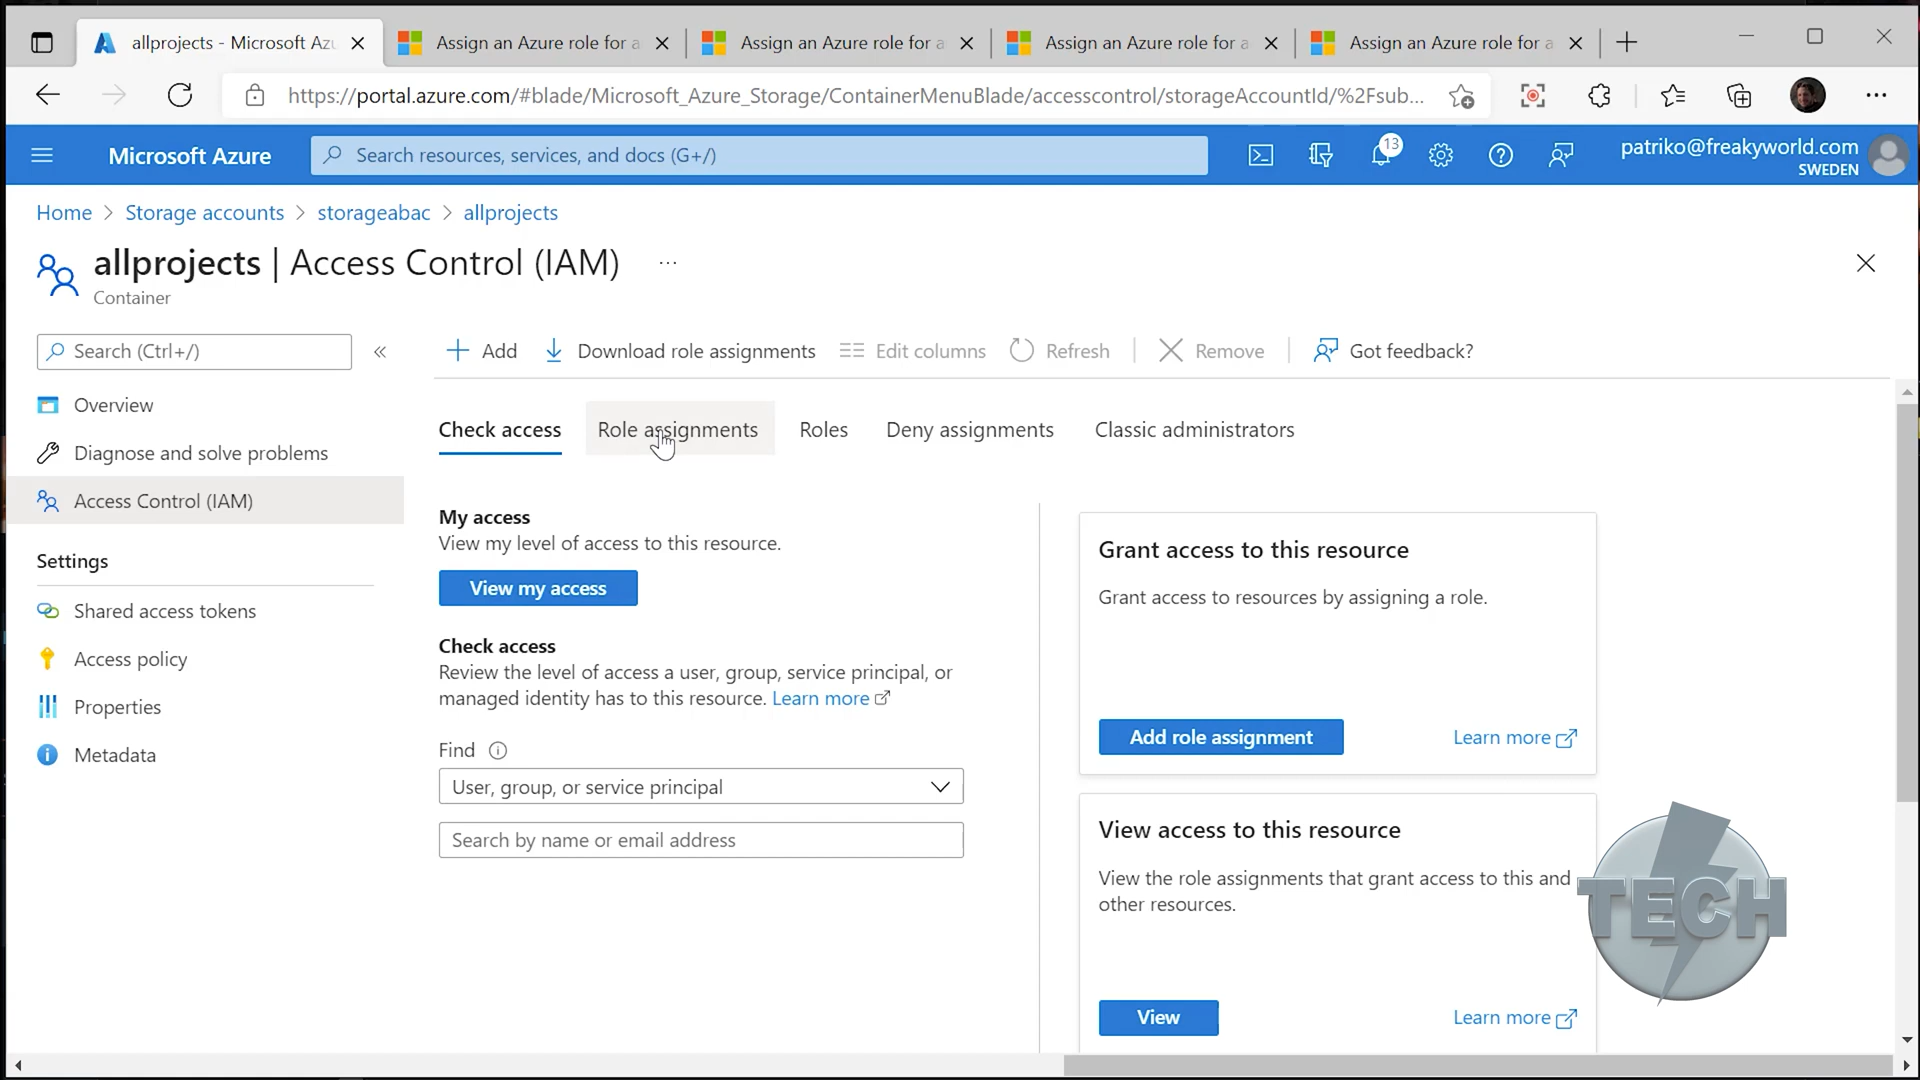 allprojects - Microsoft Azu
Assign an Azure role for a
Assign an Azure role for a
Assign an Azure role for a
Assign an Azure role for a
https://portal.azure.com/#blade/Microsoft_Azure_Storage/ContainerMenuBlade/accesscontrol/storageAccountId/%2Fsub...
Microsoft Azure
Search resources, services, and docs (G+/)
13
patriko@freakyworld.com
SWEDEN
Home > Storage accounts > storageabac > allprojects
allprojects | Access Control (IAM) ...
Container
Search (Ctrl+/)
«
Overview
Diagnose and solve problems
Access Control (IAM)
Settings
Shared access tokens
Access policy
Properties
Metadata
+ Add
Download role assignments
Edit columns
Refresh
Remove
Got feedback?
Check access
Role assignments
Roles
Deny assignments
Classic administrators
My access
View my level of access to this resource.
View my access
Check access
Review the level of access a user, group, service principal, or
managed identity has to this resource. Learn more
Find
User, group, or service principal
Search by name or email address
Grant access to this resource
Grant access to resources by assigning a role.
Add role assignment
Learn more
View access to this resource
View the role assignments that grant access to this and
other resources.
View
Learn more
TECH